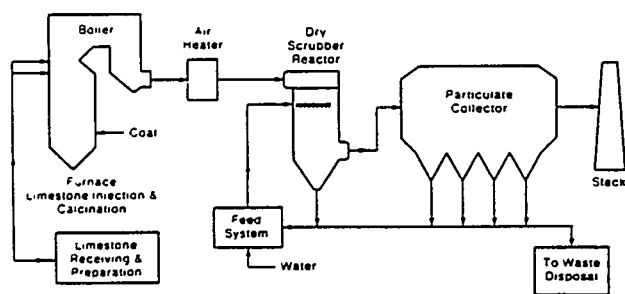 Boiler
Air
Heater
Dry
Scrubber
Reactor
Particulate
Collector
Coal
Stack
Furnace
Limestone Injection &
Calcination
Feed
System
Limestone
Receiving &
Preparation
Water
To Waste
Disposal